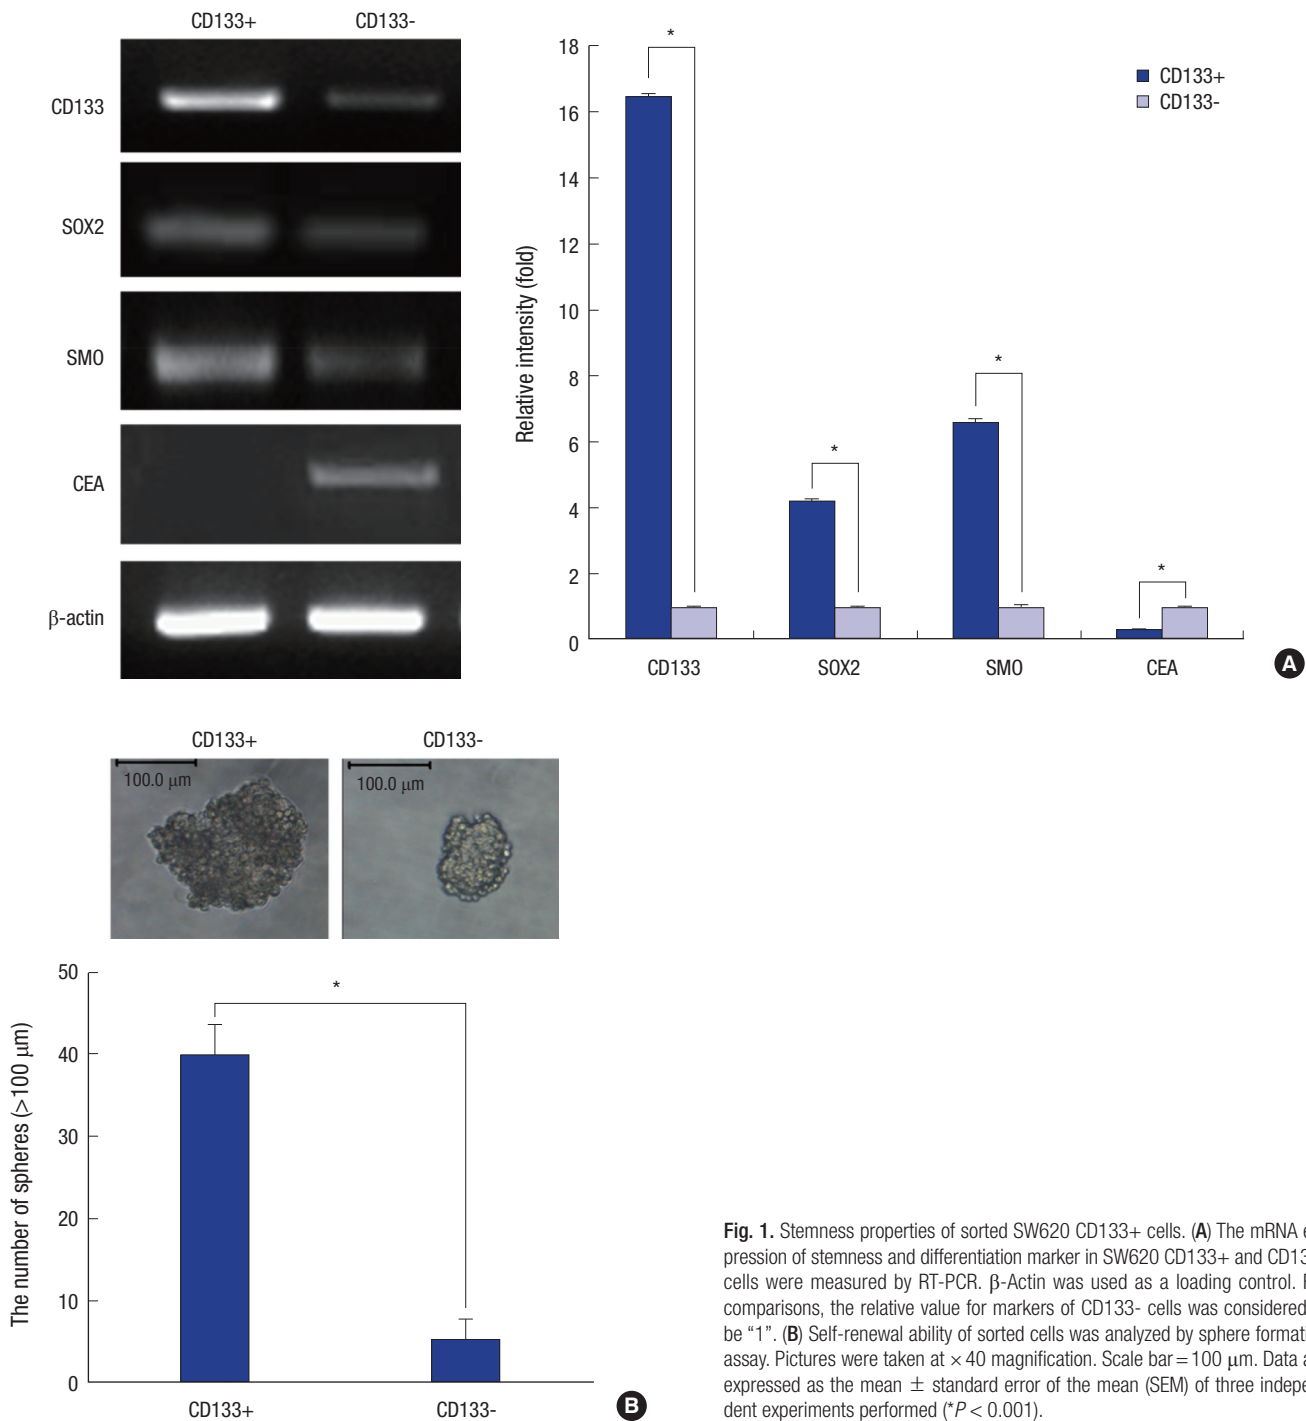 CD133+ CD133-
CD133
SOX2
SMO
CEA
β-actin
*
18
16
14
12
10
8
6
4
2
0
Relative intensity (fold)
*
*
*
CD133+
CD133-
CD133 SOX2 SMO CEA
A
CD133+ CD133-
100.0 μm 100.0 μm
50
40
30
20
10
0
The number of spheres (>100 μm)
*
CD133+ CD133-
B
Fig. 1. Stemness properties of sorted SW620 CD133+ cells. (A) The mRNA e
pression of stemness and differentiation marker in SW620 CD133+ and CD13
cells were measured by RT-PCR. β-Actin was used as a loading control.
comparisons, the relative value for markers of CD133- cells was considered
be “1”. (B) Self-renewal ability of sorted cells was analyzed by sphere formati
assay. Pictures were taken at ×40 magnification. Scale bar=100 μm. Data a
expressed as the mean ± standard error of the mean (SEM) of three indepe
dent experiments performed (*P<0.001).